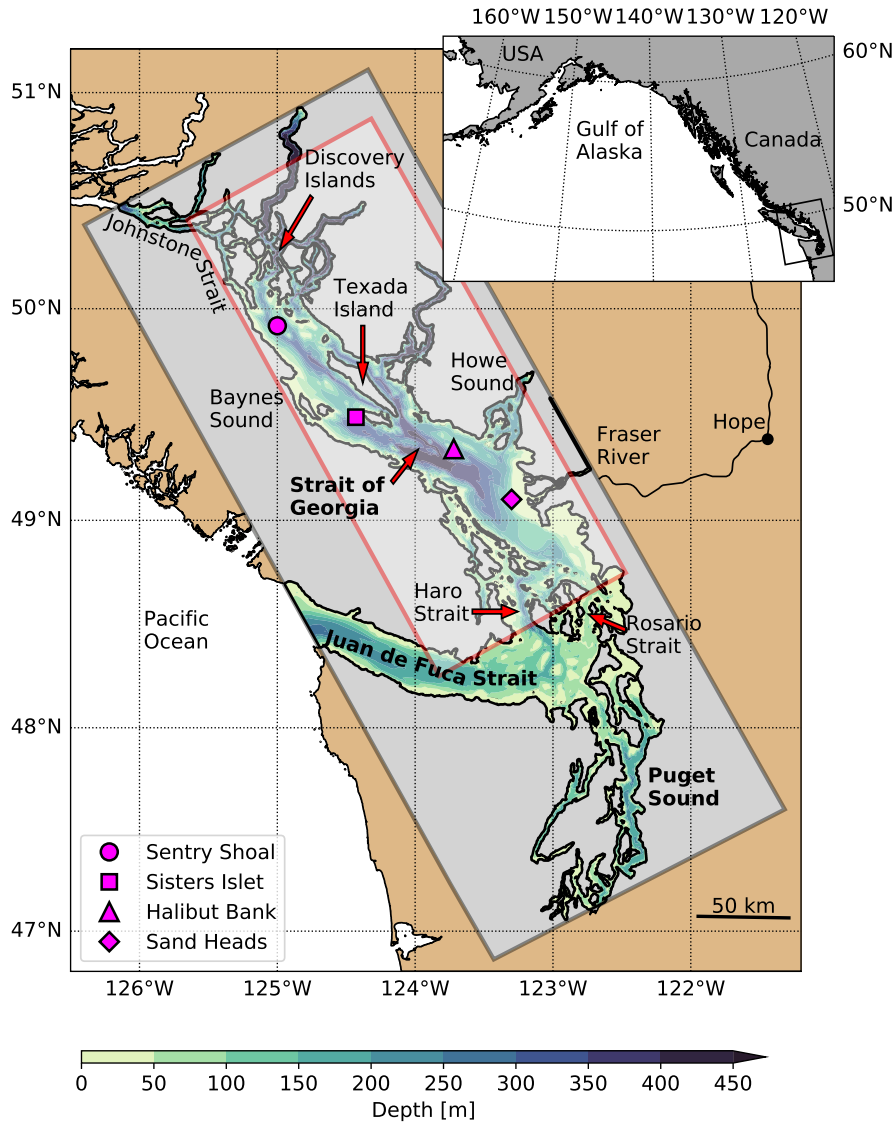 160°W 150°W 140°W 130°W 120°W
USA
60°N
Gulf of
Alaska
Canada
50°N
51°N
Discovery
Islands
Johnstone
Strait
50°N
Texada
Island
Howe
Sound
Baynes
Sound
Hope
Fraser
River
Strait of
Georgia
49°N
Haro
Strait
Rosario
Strait
Pacific
Ocean
Juan de Fuca Strait
48°N
Puget
Sound
Sentry Shoal
Sisters Islet
Halibut Bank
Sand Heads
50 km
47°N
126°W 125°W 124°W 123°W 122°W
0 50 100 150 200 250 300 350 400 450
Depth [m]